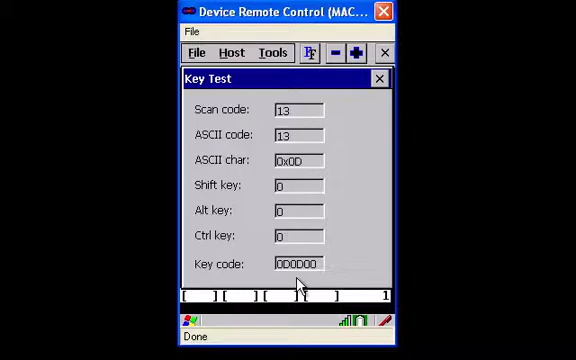 Device Remote Control (MAC...
File
File Host Tools
Key Test
Scan code: 13
ASCII code: 13
ASCII char: 0x0D
Shift key: 0
Alt key: 0
Ctrl key: 0
Key code: 0D0D00
[ ] [ ] [ ] [ ] 1
Done